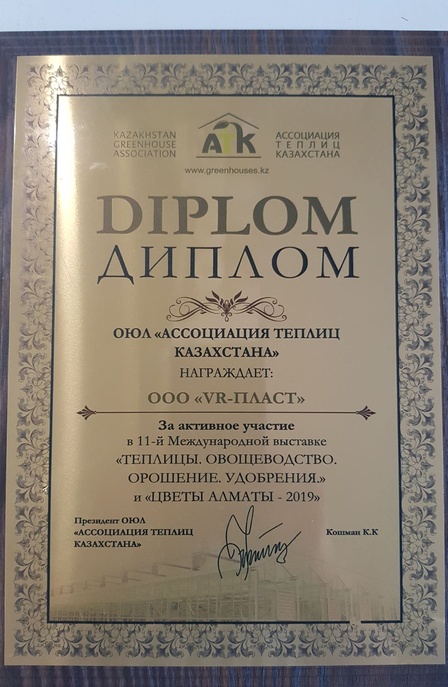 KAZAKHSTAN
GREENHOUSE
ASSOCIATION
АТК
АССОЦИАЦИЯ
ТЕПЛИЦ
КАЗАХСТАНА
www.greenhouses.kz
DIPLOM
ДИПЛОМ
ОЮЛ «АССОЦИАЦИЯ ТЕПЛИЦ
КАЗАХСТАНА»
НАГРАЖДАЕТ:
ООО «VR-ПЛАСТ»
За активное участие
в 11-й Международной выставке
«ТЕПЛИЦЫ. ОВОЩЕВОДСТВО.
ОРОШЕНИЕ. УДОБРЕНИЯ.»
и «ЦВЕТЫ АЛМАТЫ - 2019»
Президент ОЮЛ
«АССОЦИАЦИЯ ТЕПЛИЦ
КАЗАХСТАНА»
Кошман К.К